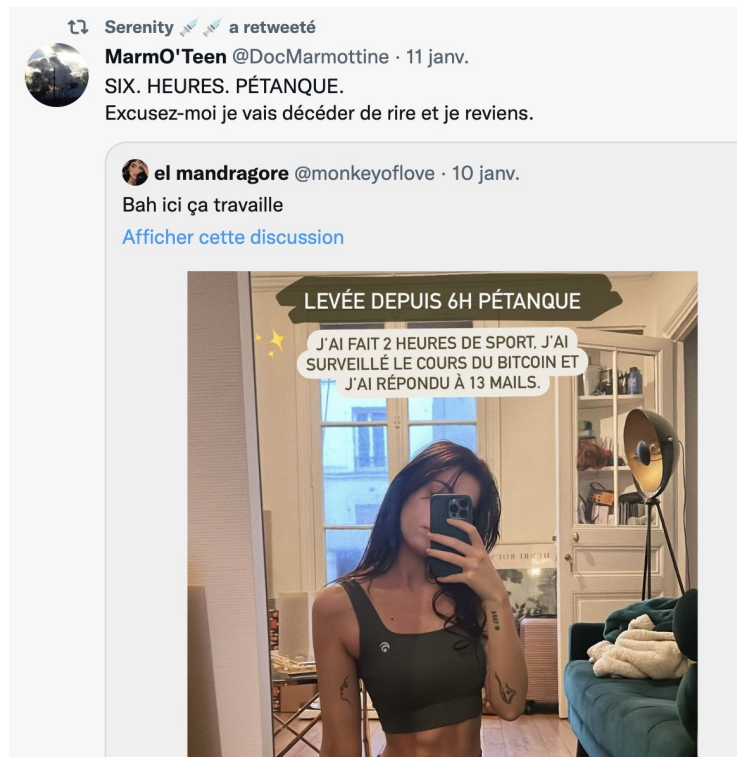 Serenity 💉 💉 a retweeté
MarmO'Teen @DocMarmottine · 11 janv.
SIX. HEURES. PÉTANQUE.
Excusez-moi je vais décéder de rire et je reviens.
el mandragore @monkeyoflove · 10 janv.
Bah ici ça travaille
Afficher cette discussion
LEVÉE DEPUIS 6H PÉTANQUE
J'AI FAIT 2 HEURES DE SPORT, J'AI
SURVEILLÉ LE COURS DU BITCOIN ET
J'AI RÉPONDU À 13 MAILS.